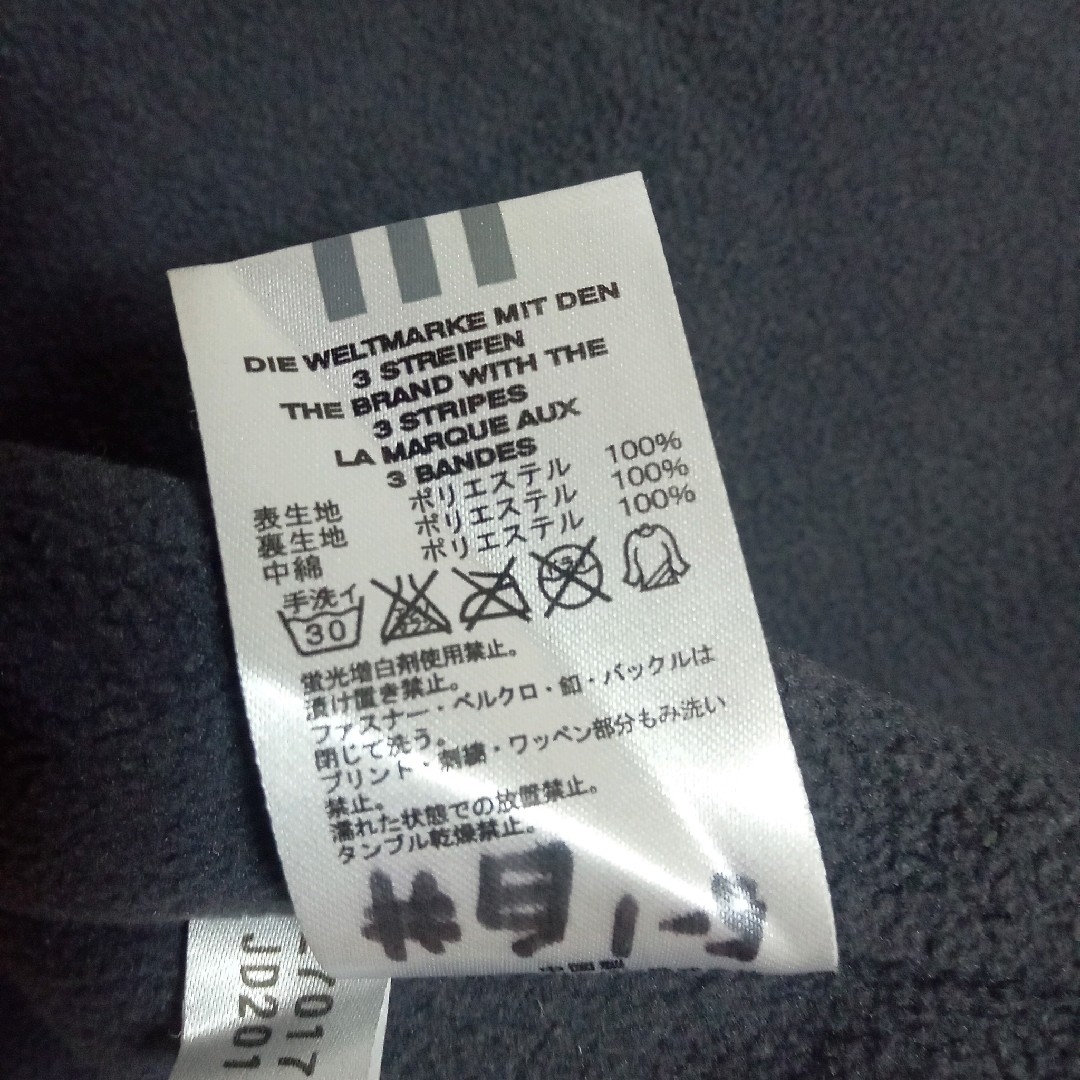 DIE WELTMARKE MIT DEN
3 STREIFEN
THE BRAND WITH THE
3 STRIPES
LA MARQUE AUX
3 BANDES
表生地 ポリエステル 100%
裏生地 ポリエステル 100%
中綿 ポリエステル 100%
手洗イ
30
蛍光増白剤使用禁止。
漬け置き禁止。
ファスナー・ベルクロ・釦・バックルは
閉じて洗う。
プリント・刺繍・ワッペン部分もみ洗い
禁止。
濡れた状態での放置禁止。
タンブル乾燥禁止。
7017
JD201